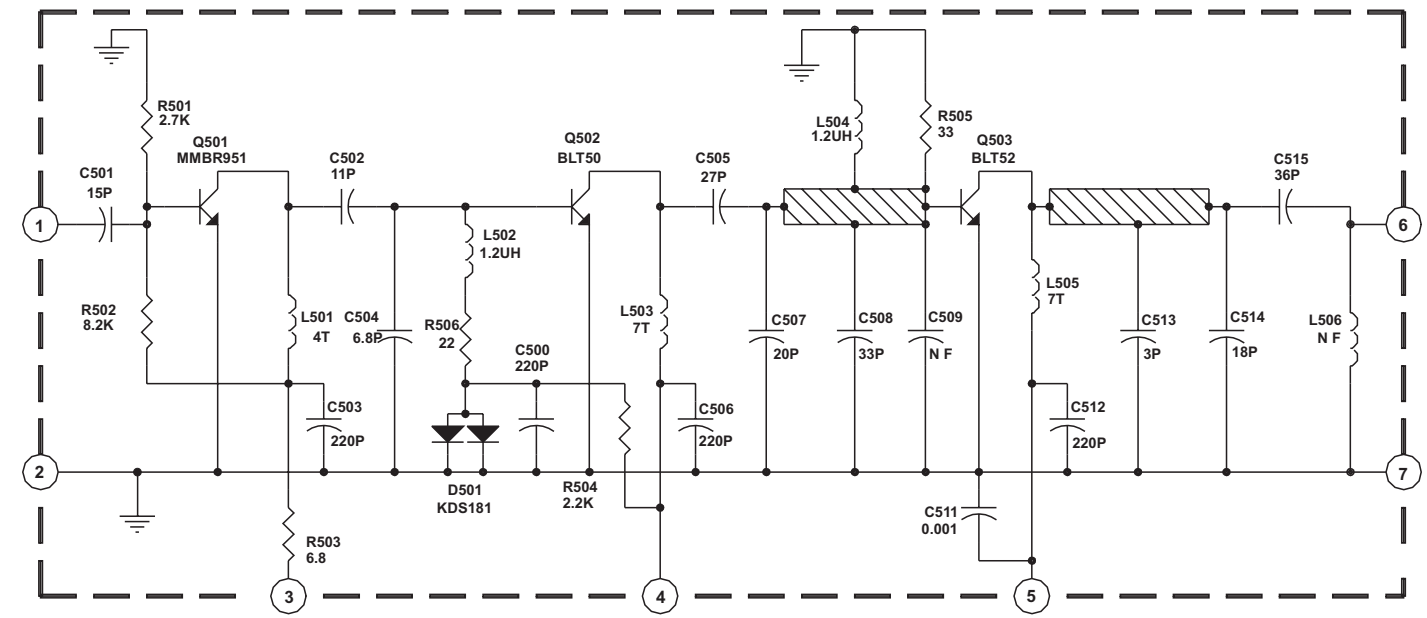 R501
2.7K
Q501
MMBR951
C501
15P
C502
11P
Q502
BLT50
C505
27P
L504
1.2UH
R505
33
Q503
BLT52
C515
36P
1
6
L502
1.2UH
R502
8.2K
L501
4T
C504
6.8P
R506
22
C500
220P
L503
7T
C507
20P
C508
33P
C509
N F
L505
7T
C513
3P
C514
18P
L506
N F
C503
220P
C506
220P
C512
220P
2
7
D501
KDS181
R504
2.2K
C511
0.001
R503
6.8
3
4
5